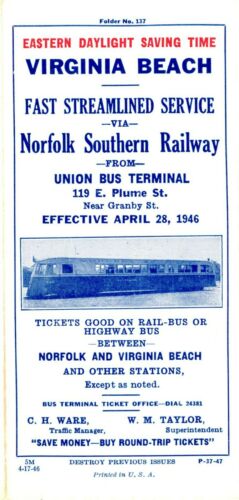 Folder No. 137
EASTERN DAYLIGHT SAVING TIME
VIRGINIA BEACH
FAST STREAMLINED SERVICE
—VIA—
Norfolk Southern Railway
—FROM—
UNION BUS TERMINAL
119 E. Plume St.
Near Granby St.
EFFECTIVE APRIL 28, 1946
TICKETS GOOD ON RAIL-BUS OR
HIGHWAY BUS
—BETWEEN—
NORFOLK AND VIRGINIA BEACH
AND OTHER STATIONS,
Except as noted.
BUS TERMINAL TICKET OFFICE—DIAL 24381
C. H. WARE, W. M. TAYLOR,
Traffic Manager, Superintendent
"SAVE MONEY—BUY ROUND-TRIP TICKETS"
5M P-37-47
4-17-46 DESTROY PREVIOUS ISSUES
Printed in U. S. A.